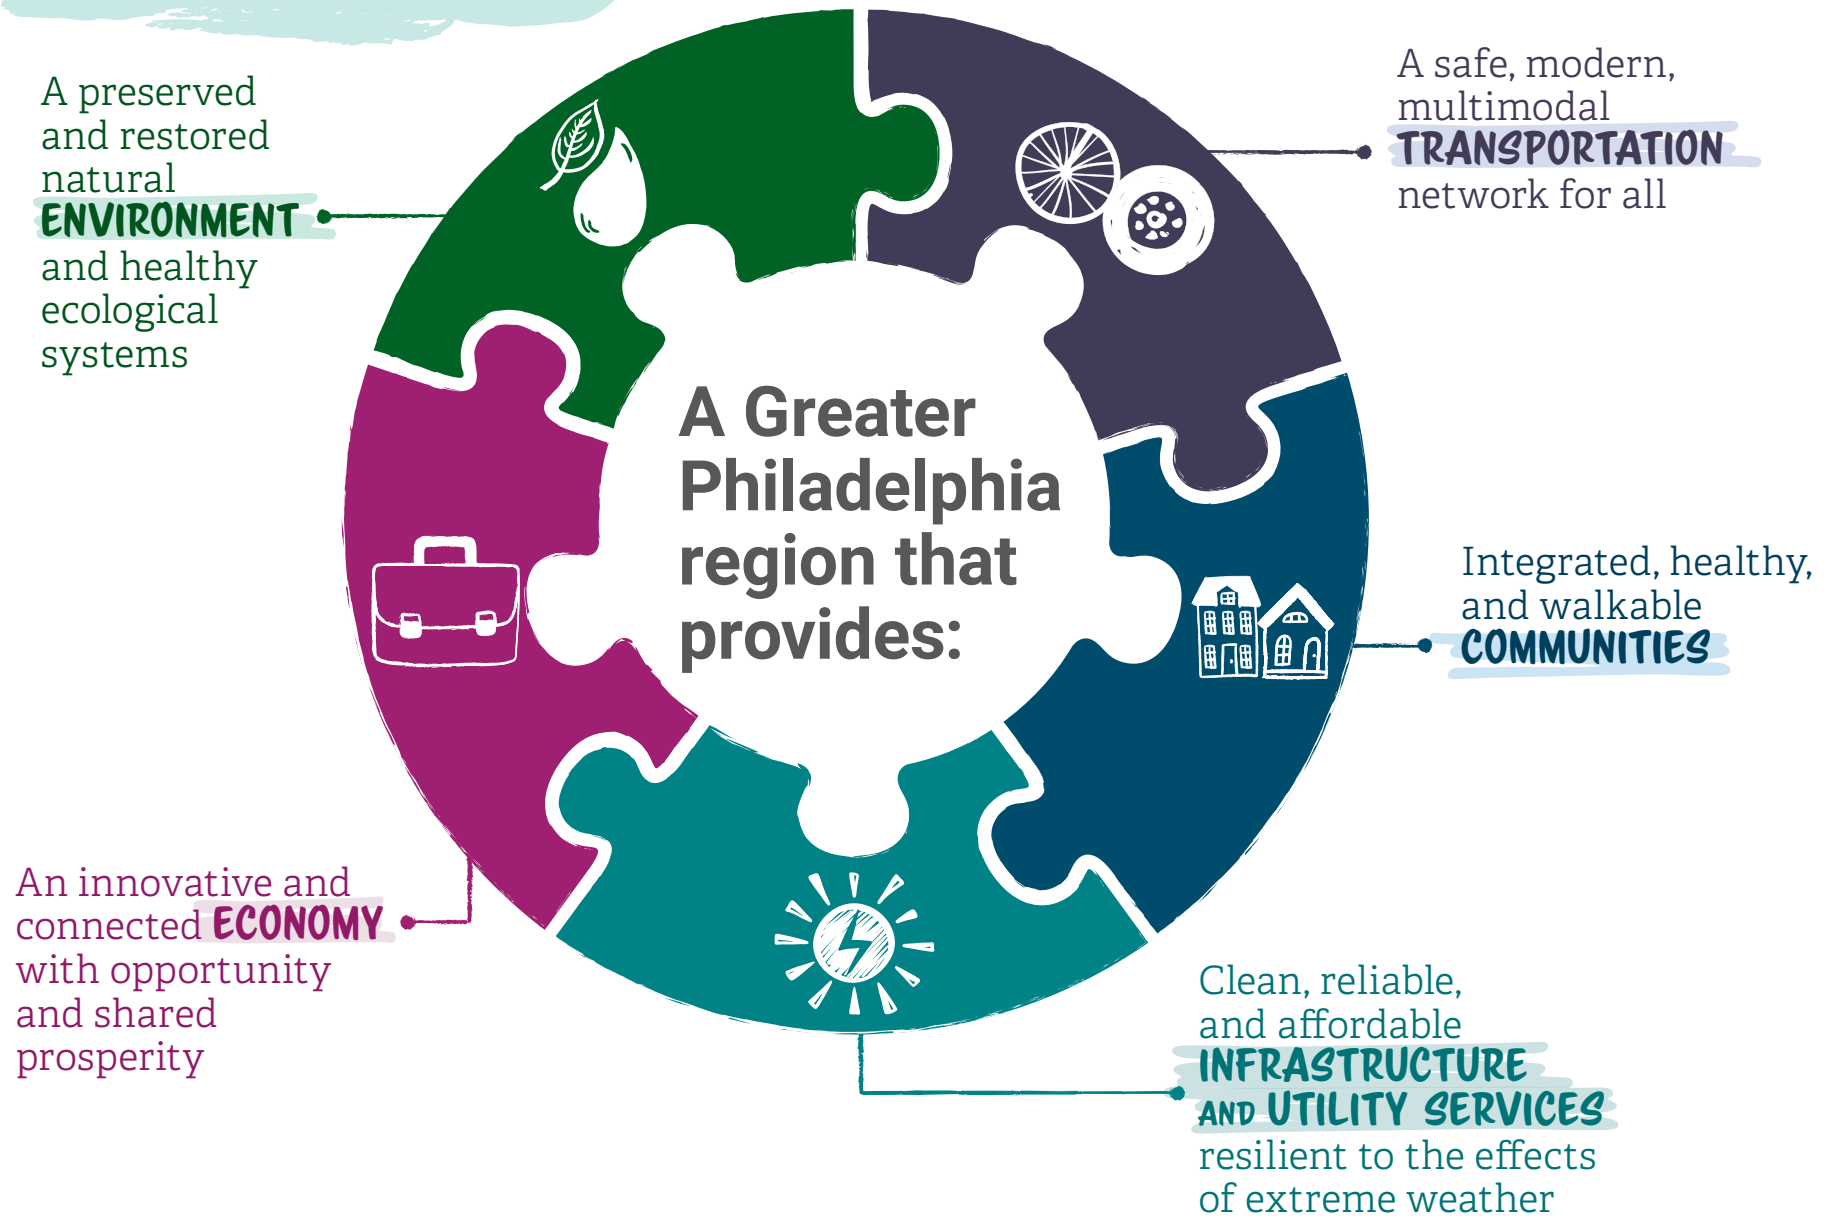 A Greater
Philadelphia
region that
provides:
A preserved
and restored
natural
ENVIRONMENT
and healthy
ecological
systems
A safe, modern,
multimodal
TRANSPORTATION
network for all
Integrated, healthy,
and walkable
COMMUNITIES
Clean, reliable,
and affordable
INFRASTRUCTURE
AND UTILITY SERVICES
resilient to the effects
of extreme weather
An innovative and
connected ECONOMY
with opportunity
and shared
prosperity